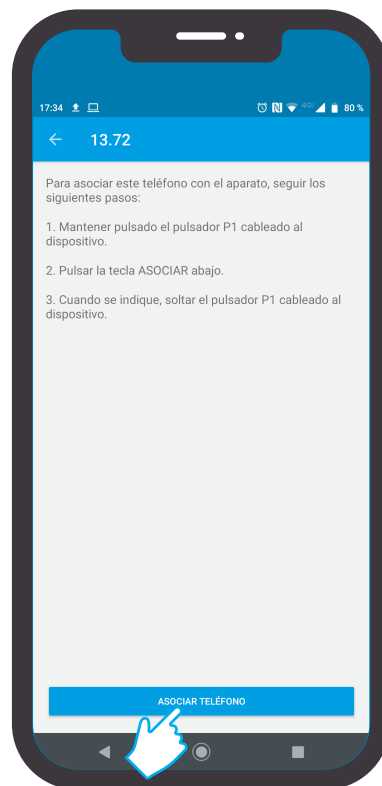 17:34 4G 80 %
13.72
Para asociar este teléfono con el aparato, seguir los
siguientes pasos:
1. Mantener pulsado el pulsador P1 cableado al
dispositivo.
2. Pulsar la tecla ASOCIAR abajo.
3. Cuando se indique, soltar el pulsador P1 cableado al
dispositivo.
ASOCIAR TELÉFONO